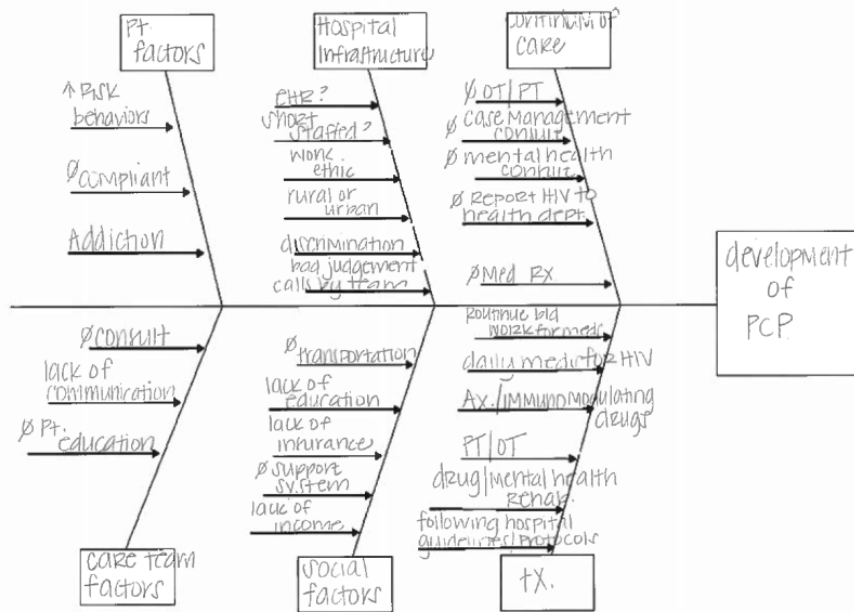 Pt.
factors
Hospital
Infrastructure
Continuum of
care
↑ Risk
behaviors
Ø compliant
Addiction
EHR?
short
staffed?
work
ethic
rural or
urban
discrimination
bad judgement
calls by team
Ø OT/PT
Ø case management
consult
Ø mental health
consult
Ø Report HIV to
health dept.
Ø Med RX
development
of
PCP
Ø consult
lack of
communication
Ø Pt.
education
Ø
transportation
lack of
education
lack of
insurance
Ø support
system
lack of
income
Routine bld
work for meds
daily meds for HIV
Ax./Immunomodulating
drugs
PT/OT
drug/mental health
rehab.
following hospital
guidelines/protocols
care team
factors
social
factors
tx.